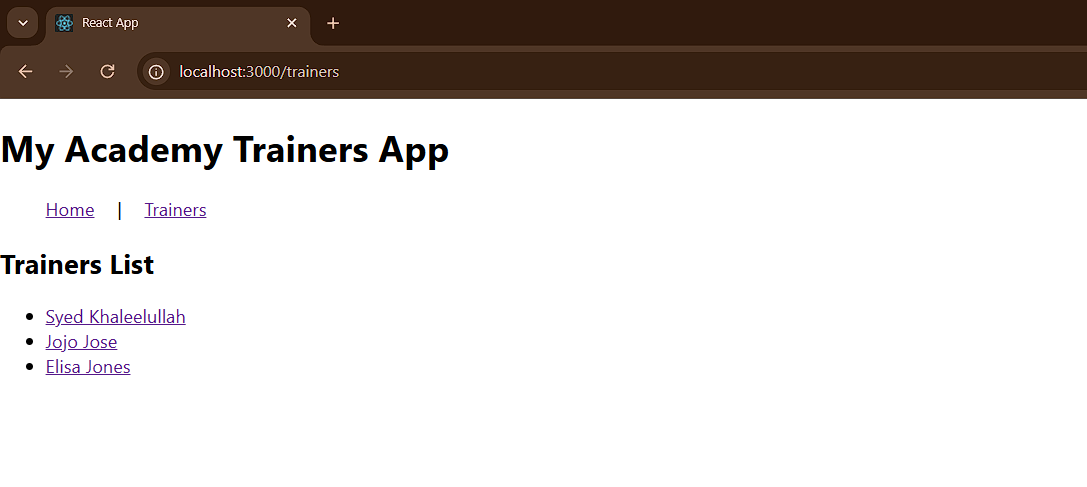 React App
localhost:3000/trainers
My Academy Trainers App
Home | Trainers
Trainers List
• Syed Khaleelullah
• Jojo Jose
• Elisa Jones